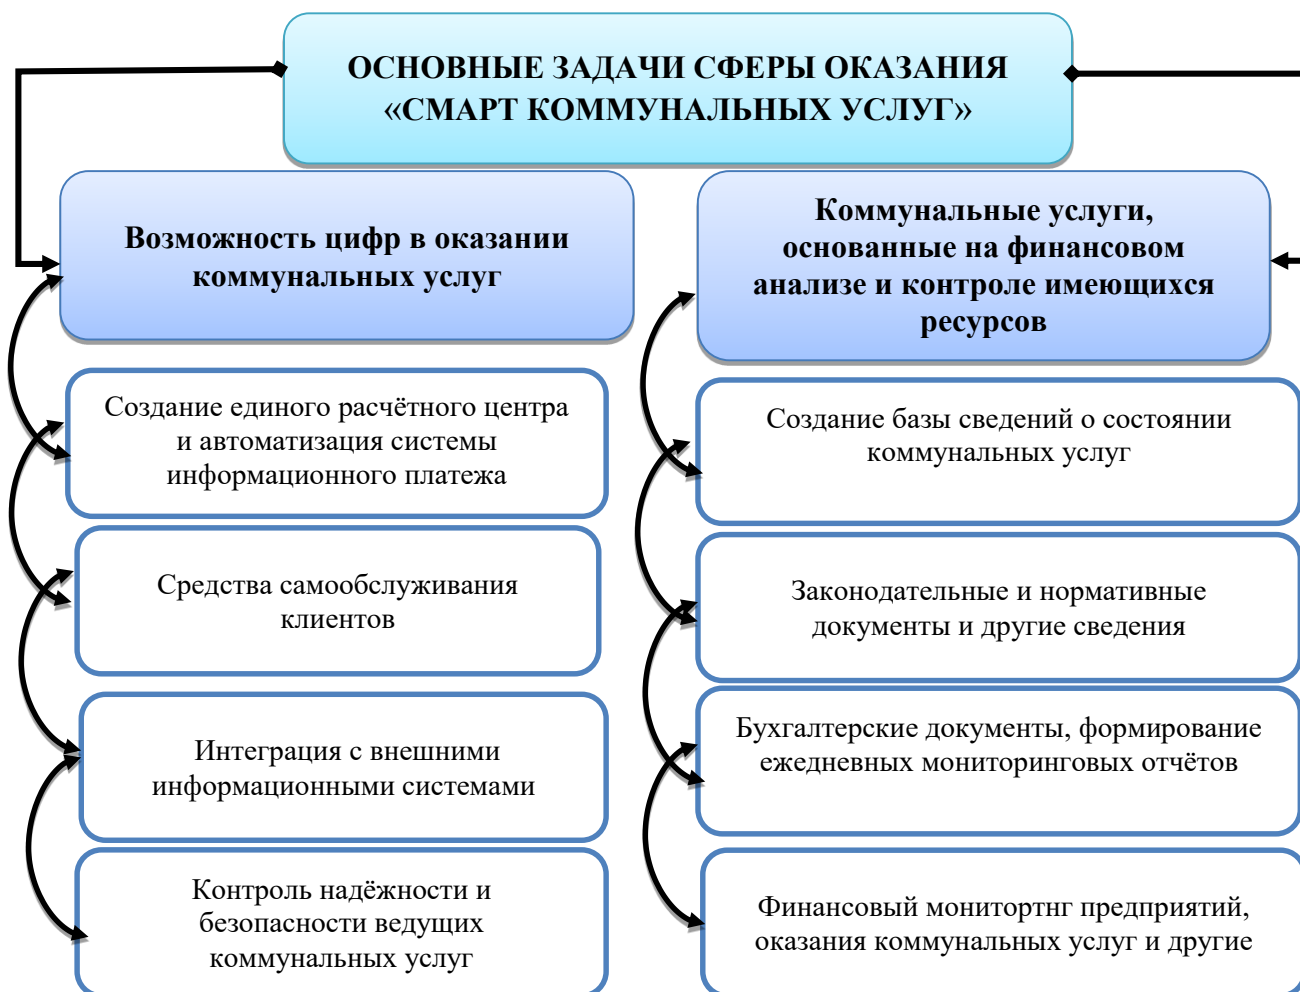 ОСНОВНЫЕ ЗАДАЧИ СФЕРЫ ОКАЗАНИЯ
«СМАРТ КОММУНАЛЬНЫХ УСЛУГ»
Возможность цифр в оказании
коммунальных услуг
Создание единого расчётного центра
и автоматизация системы
информационного платежа
Средства самообслуживания
клиентов
Интеграция с внешними
информационными системами
Контроль надёжности и
безопасности ведущих
коммунальных услуг
Коммунальные услуги,
основанные на финансовом
анализе и контроле имеющихся
ресурсов
Создание базы сведений о состоянии
коммунальных услуг
Законодательные и нормативные
документы и другие сведения
Бухгалтерские документы, формирование
ежедневных мониторинговых отчётов
Финансовый монитортнг предприятий,
оказания коммунальных услуг и другие